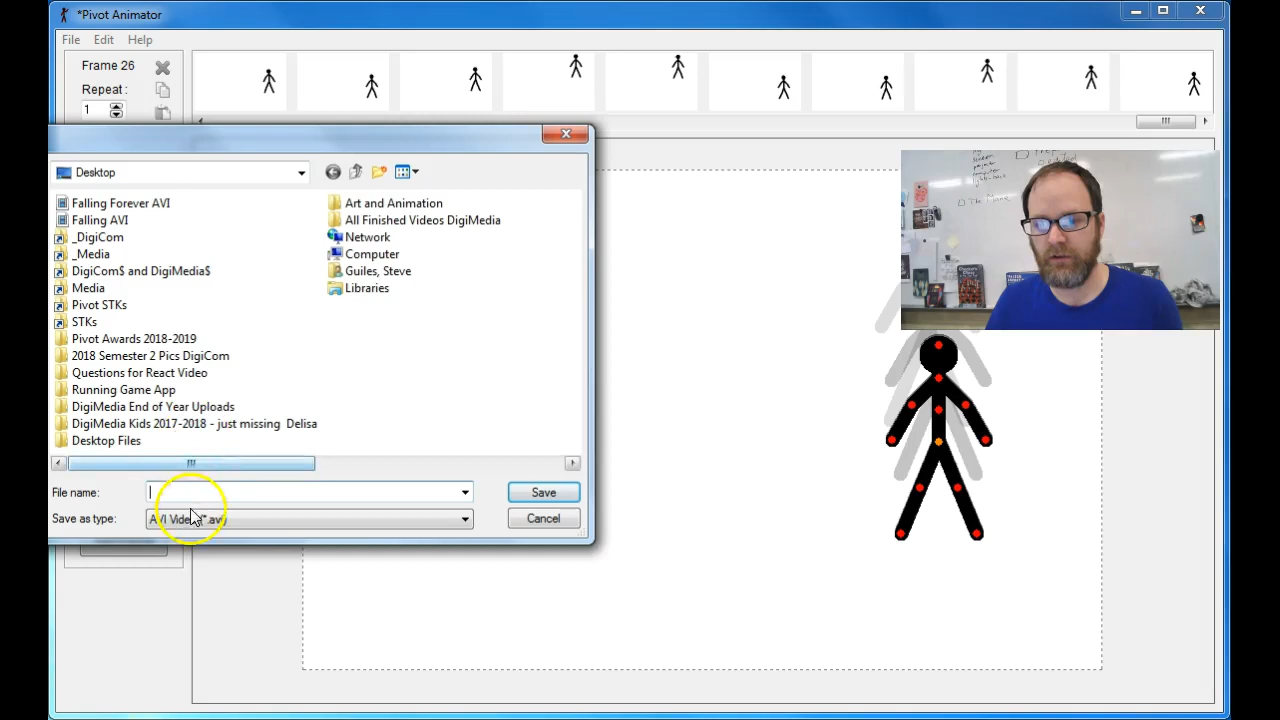 *Pivot Animator
File Edit Help
Frame 26
Repeat:
1
Desktop
Falling Forever AVI
Falling AVI
_DigiCom
_Media
DigiCom$ and DigiMedia$
Media
Pivot STKs
STKs
Pivot Awards 2018-2019
2018 Semester 2 Pics DigiCom
Questions for React Video
Running Game App
DigiMedia End of Year Uploads
DigiMedia Kids 2017-2018 - just missing Delisa
Desktop Files
Art and Animation
All Finished Videos DigiMedia
Network
Computer
Guiles, Steve
Libraries
File name:
Save
Save as type:
AVI Video (*.avi)
Cancel